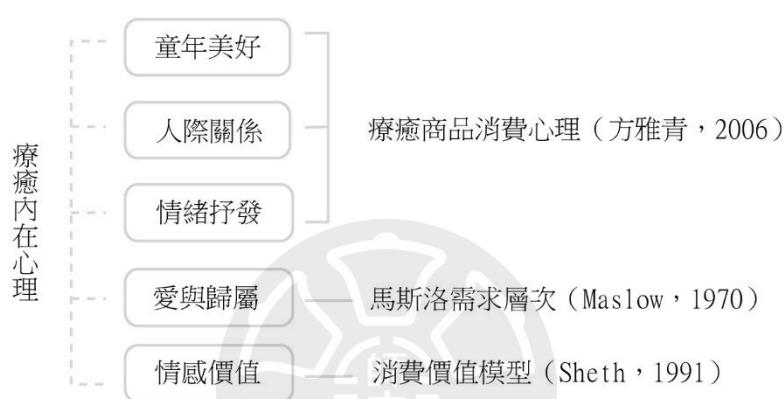 療癒內在心理
童年美好
人際關係
情緒抒發
療癒商品消費心理（方雅青，2006）
愛與歸屬
馬斯洛需求層次（Maslow，1970）
情感價值
消費價值模型（Sheth，1991）